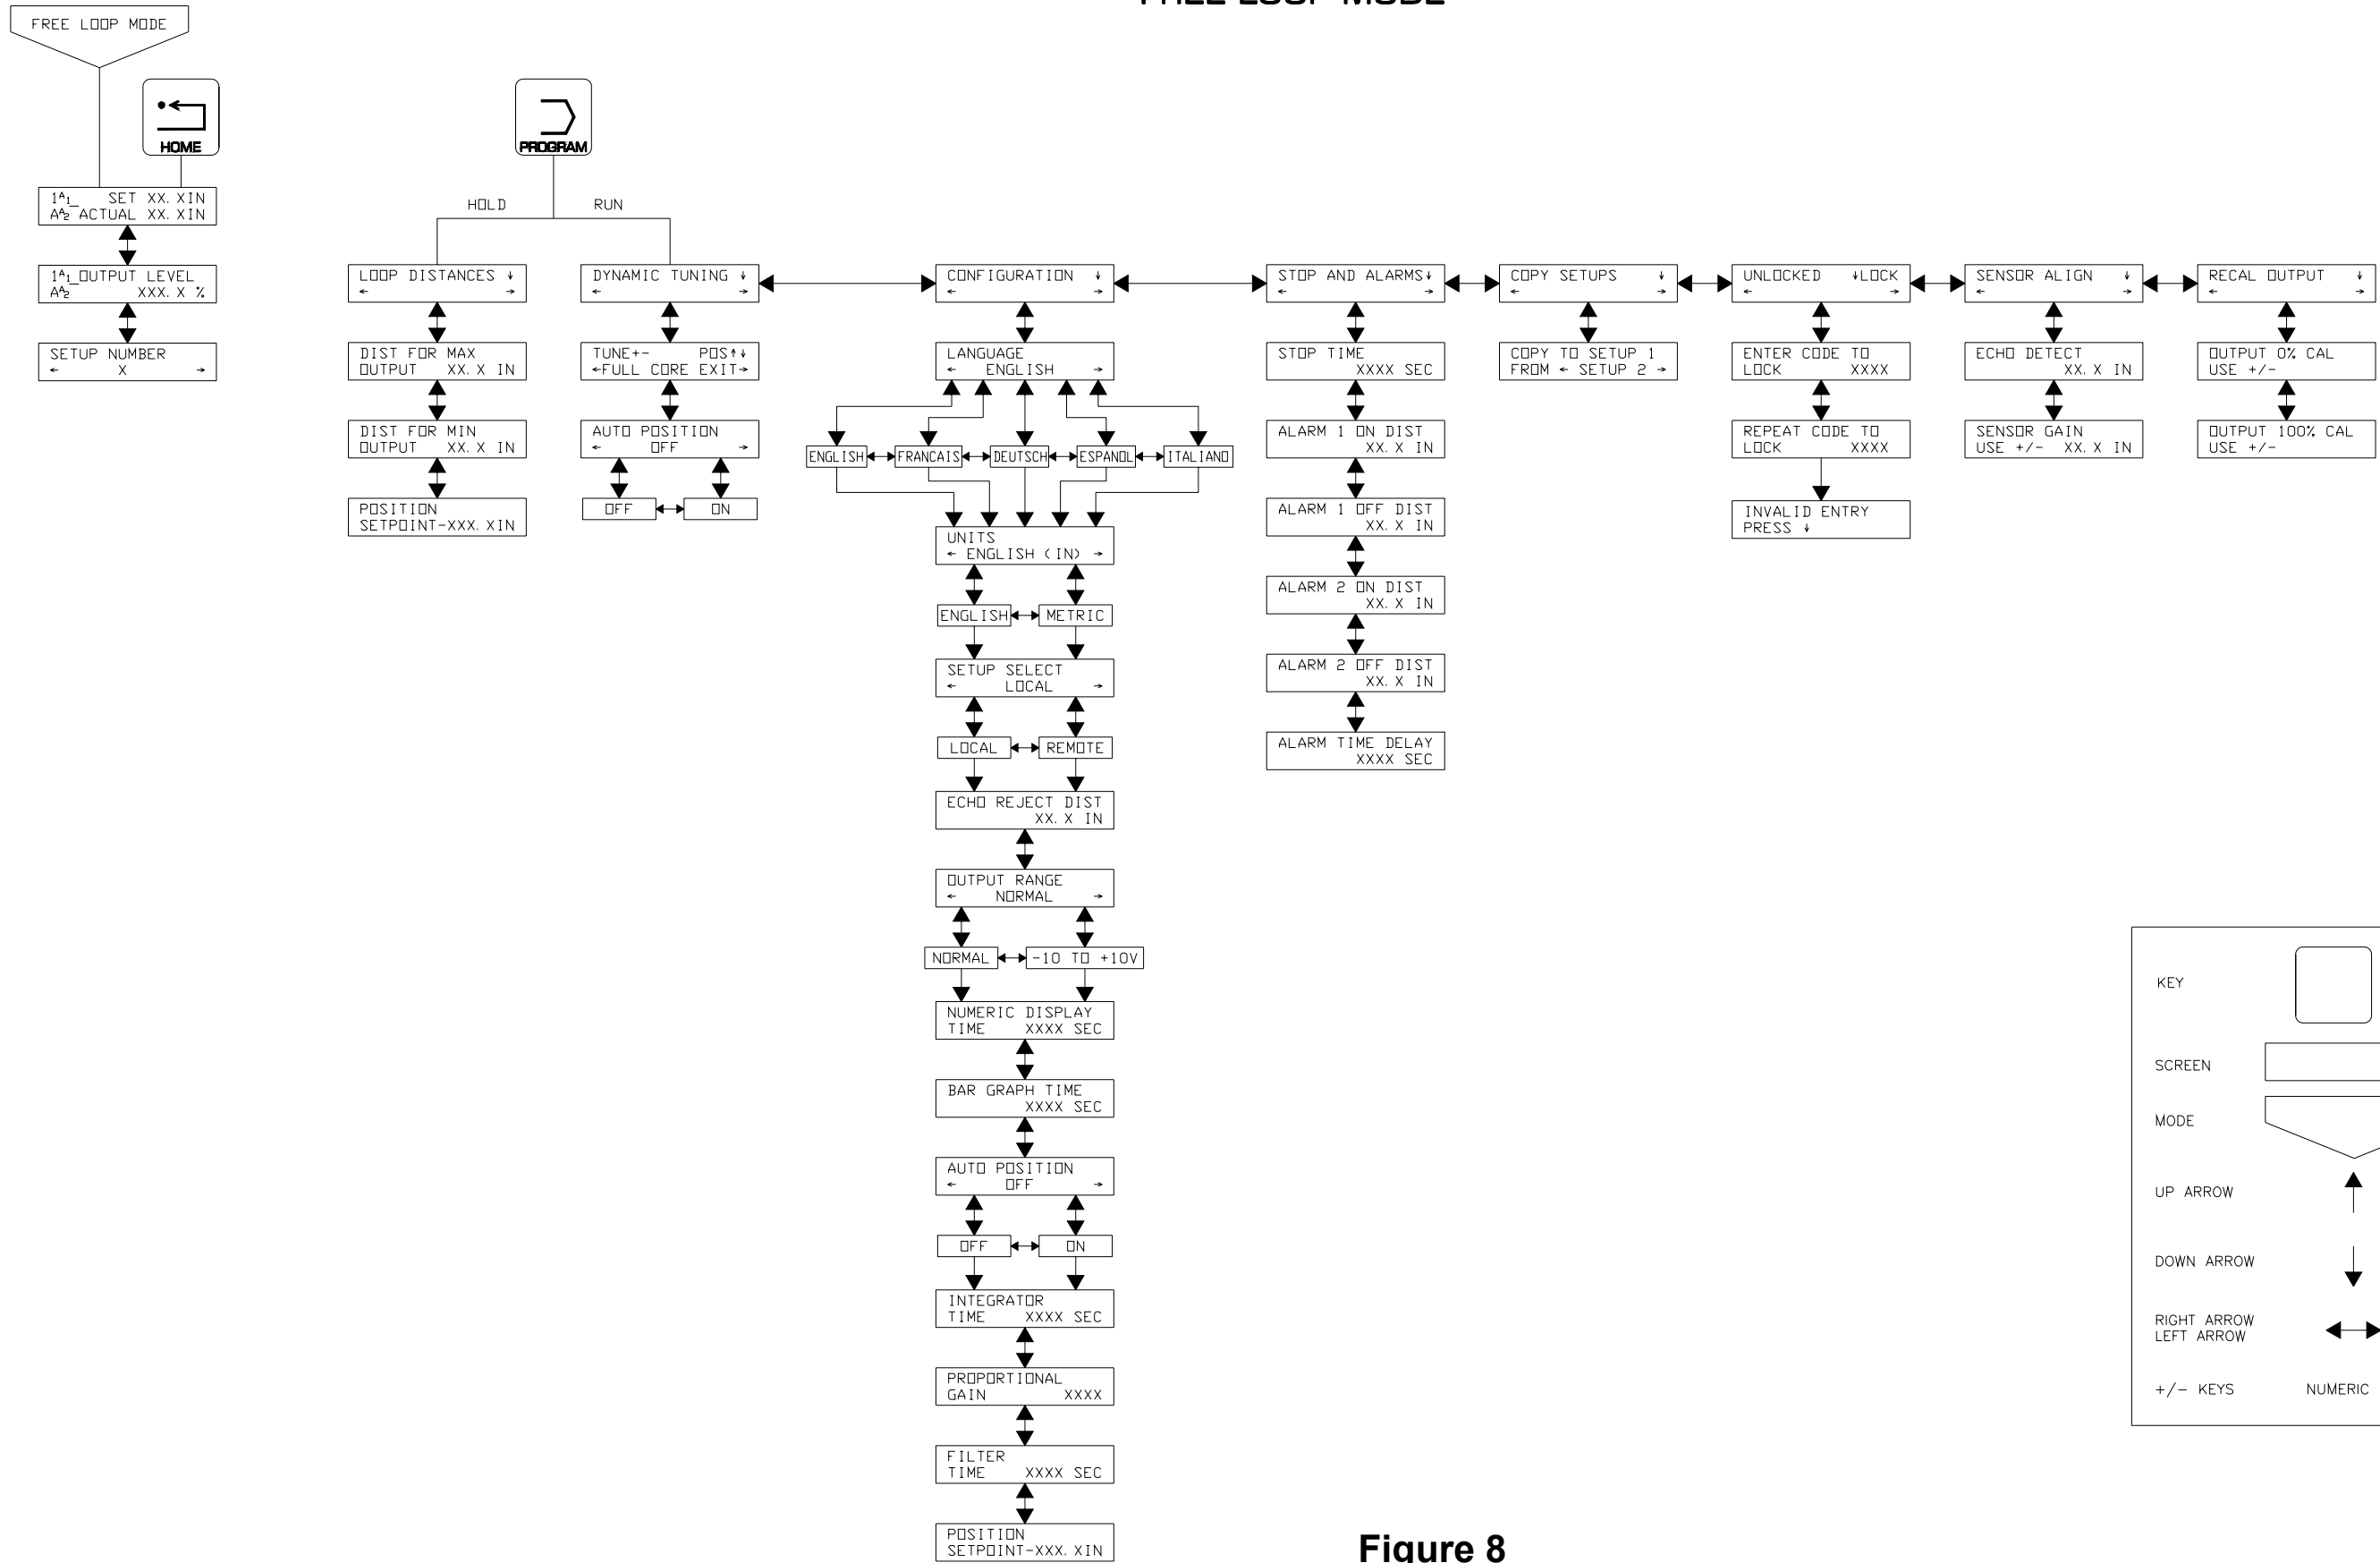 FREE LOOP MODE
FREE LOOP MODE
HOME
1A1_ SET XX.XIN
AA2 ACTUAL XX.XIN
1A1_OUTPUT LEVEL
AA2 XXX.X %
SETUP NUMBER
← X →
PROGRAM
HOLD
RUN
LOOP DISTANCES ↓
← →
DIST FOR MAX
OUTPUT XX.X IN
DIST FOR MIN
OUTPUT XX.X IN
POSITION
SETPOINT-XXX.XIN
DYNAMIC TUNING ↓
← →
TUNE+- POS↑↓
←FULL CORE EXIT→
AUTO POSITION
← OFF →
OFF
ON
CONFIGURATION ↓
← →
LANGUAGE
← ENGLISH →
ENGLISH
FRANCAIS
DEUTSCH
ESPANOL
ITALIANO
UNITS
← ENGLISH (IN) →
ENGLISH
METRIC
SETUP SELECT
← LOCAL →
LOCAL
REMOTE
ECHO REJECT DIST
XX.X IN
OUTPUT RANGE
← NORMAL →
NORMAL
-10 TO +10V
NUMERIC DISPLAY
TIME XXXX SEC
BAR GRAPH TIME
XXXX SEC
AUTO POSITION
← OFF →
OFF
ON
INTEGRATOR
TIME XXXX SEC
PROPORTIONAL
GAIN XXXX
FILTER
TIME XXXX SEC
POSITION
SETPOINT-XXX.XIN
STOP AND ALARMS↓
← →
STOP TIME
XXXX SEC
ALARM 1 ON DIST
XX.X IN
ALARM 1 OFF DIST
XX.X IN
ALARM 2 ON DIST
XX.X IN
ALARM 2 OFF DIST
XX.X IN
ALARM TIME DELAY
XXXX SEC
COPY SETUPS ↓
← →
COPY TO SETUP 1
FROM ← SETUP 2 →
UNLOCKED ↓LOCK
← →
ENTER CODE TO
LOCK XXXX
REPEAT CODE TO
LOCK XXXX
INVALID ENTRY
PRESS ↓
SENSOR ALIGN ↓
← →
ECHO DETECT
XX.X IN
SENSOR GAIN
USE +/- XX.X IN
RECAL OUTPUT ↓
← →
OUTPUT 0% CAL
USE +/-
OUTPUT 100% CAL
USE +/-
KEY
SCREEN
MODE
UP ARROW
DOWN ARROW
RIGHT ARROW
LEFT ARROW
+/- KEYS NUMERIC
Figure 8